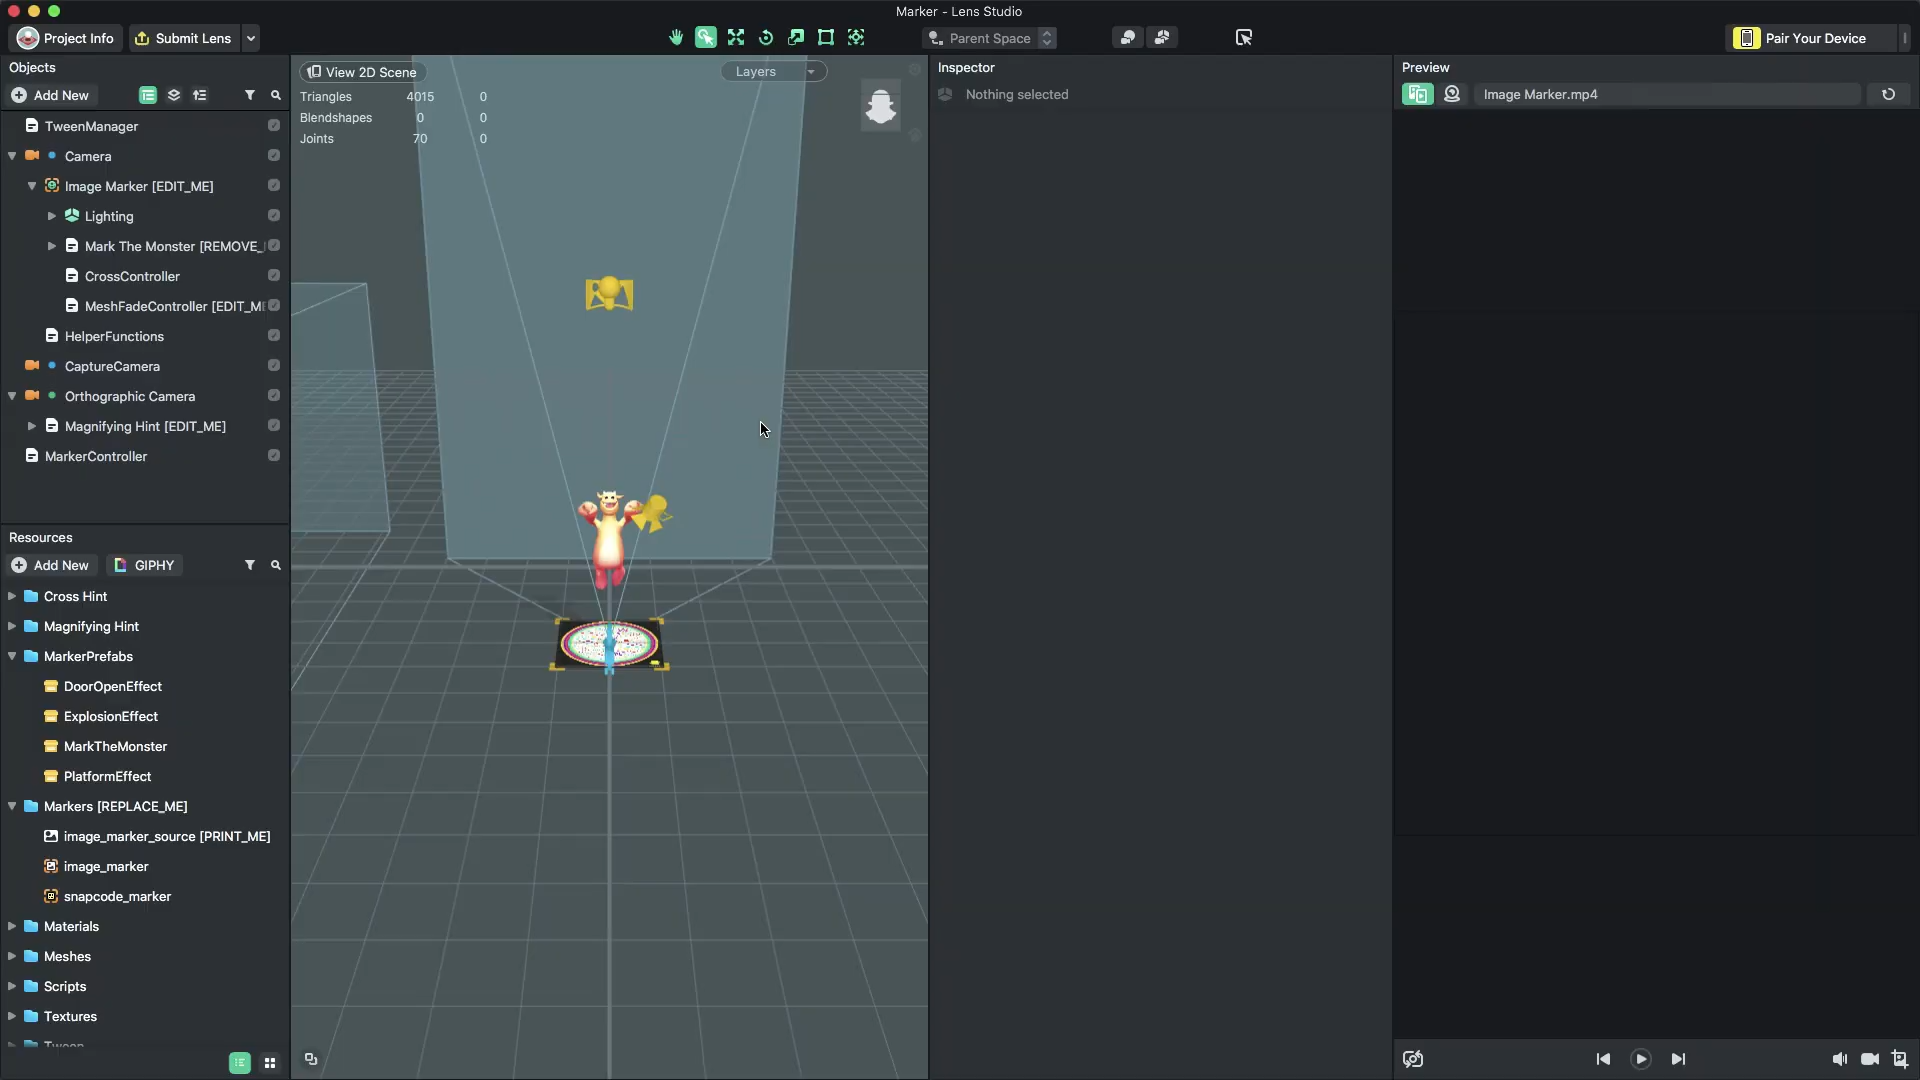 Marker - Lens Studio
Project Info
Submit Lens
Parent Space
Pair Your Device
Objects
Add New
TweenManager
Camera
Image Marker [EDIT_ME]
Lighting
Mark The Monster [REMOVE_
CrossController
MeshFadeController [EDIT_ME
HelperFunctions
CaptureCamera
Orthographic Camera
Magnifying Hint [EDIT_ME]
MarkerController
Resources
Add New
GIPHY
Cross Hint
Magnifying Hint
MarkerPrefabs
DoorOpenEffect
ExplosionEffect
MarkTheMonster
PlatformEffect
Markers [REPLACE_ME]
image_marker_source [PRINT_ME]
image_marker
snapcode_marker
Materials
Meshes
Scripts
Textures
Tween
View 2D Scene
Layers
Triangles 4015 0
Blendshapes 0 0
Joints 70 0
Inspector
Nothing selected
Preview
Image Marker.mp4